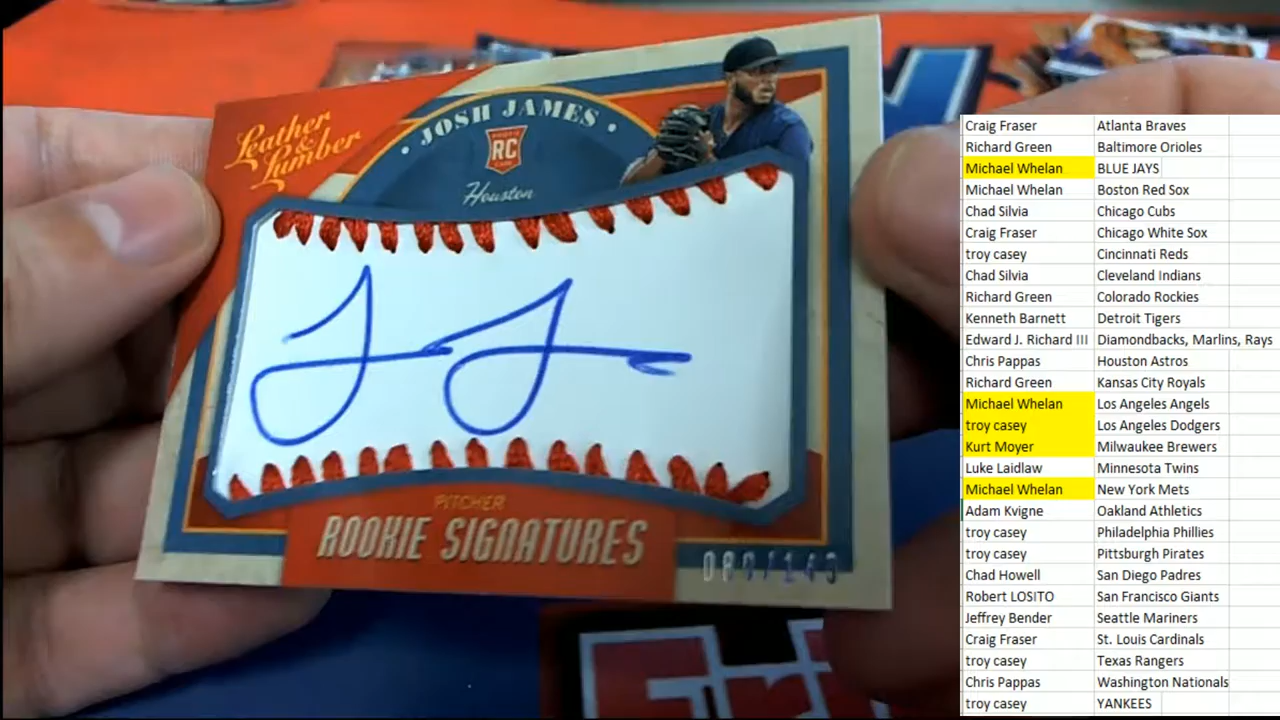 Leather
&
Lumber
• JOSH JAMES •
ROOKIE
RC
Houston
PITCHER
ROOKIE SIGNATURES
Craig Fraser Atlanta Braves
Richard Green Baltimore Orioles
Michael Whelan BLUE JAYS
Michael Whelan Boston Red Sox
Chad Silvia Chicago Cubs
Craig Fraser Chicago White Sox
troy casey Cincinnati Reds
Chad Silvia Cleveland Indians
Richard Green Colorado Rockies
Kenneth Barnett Detroit Tigers
Edward J. Richard III Diamondbacks, Marlins, Rays
Chris Pappas Houston Astros
Richard Green Kansas City Royals
Michael Whelan Los Angeles Angels
troy casey Los Angeles Dodgers
Kurt Moyer Milwaukee Brewers
Luke Laidlaw Minnesota Twins
Michael Whelan New York Mets
Adam Kvigne Oakland Athletics
troy casey Philadelphia Phillies
troy casey Pittsburgh Pirates
Chad Howell San Diego Padres
Robert LOSITO San Francisco Giants
Jeffrey Bender Seattle Mariners
Craig Fraser St. Louis Cardinals
troy casey Texas Rangers
Chris Pappas Washington Nationals
troy casey YANKEES